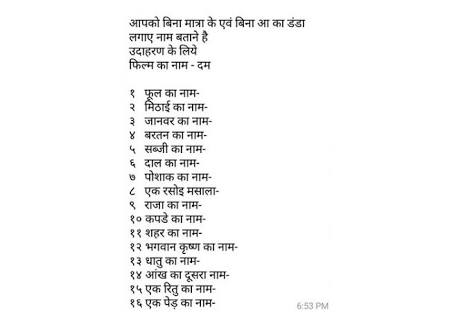 आपको बिना मात्रा के एवं बिना आ का डंडा
लगाए नाम बताने है
उदाहरण के लिये
फिल्म का नाम - दम
१ फूल का नाम-
२ मिठाई का नाम-
३ जानवर का नाम-
४ बरतन का नाम-
५ सब्जी का नाम-
६ दाल का नाम-
७ पोशाक का नाम-
८ एक रसोइ मसाला-
९ राजा का नाम-
१० कपडे का नाम-
११ शहर का नाम-
१२ भगवान कृष्ण का नाम-
१३ धातु का नाम-
१४ आंख का दूसरा नाम-
१५ एक रितु का नाम-
१६ एक पेड़ का नाम-
6:53 PM